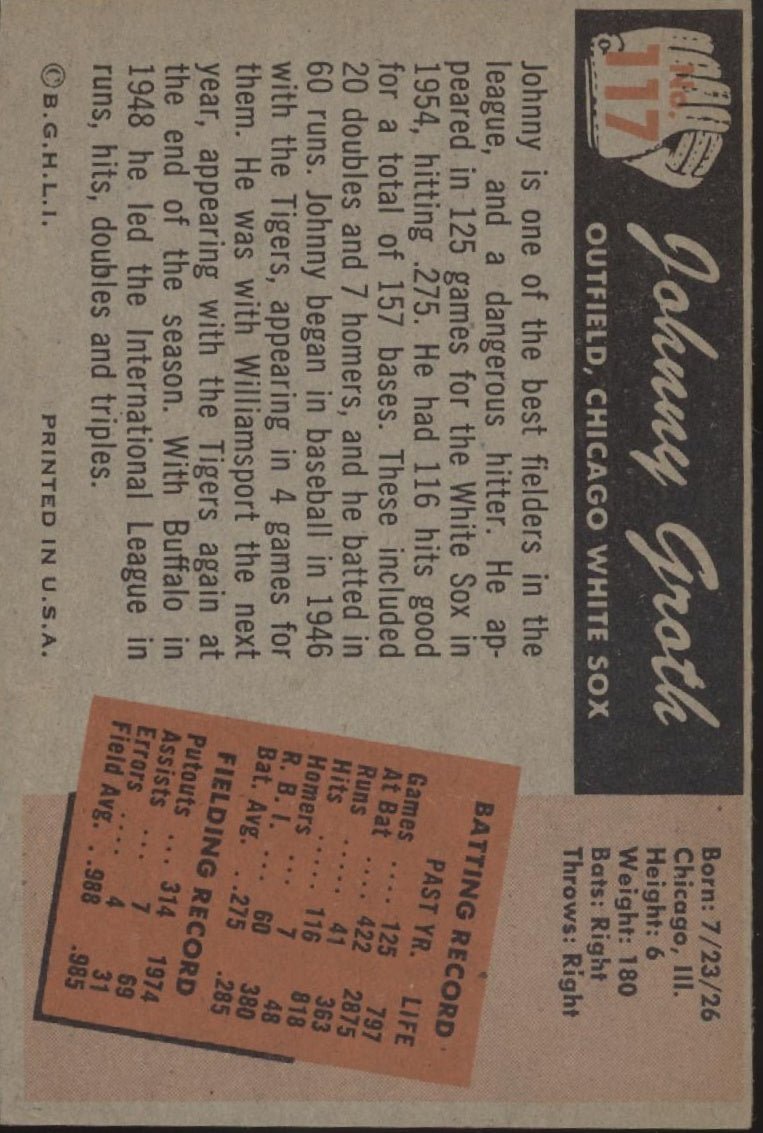 No.
117
Johnny Groth
OUTFIELD, CHICAGO WHITE SOX
Born: 7/23/26
Chicago, Ill.
Height: 6
Weight: 180
Bats: Right
Throws: Right
Johnny is one of the best fielders in the
league, and a dangerous hitter. He ap-
peared in 125 games for the White Sox in
1954, hitting .275. He had 116 hits good
for a total of 157 bases. These included
20 doubles and 7 homers, and he batted in
60 runs. Johnny began in baseball in 1946
with the Tigers, appearing in 4 games for
them. He was with Williamsport the next
year, appearing with the Tigers again at
the end of the season. With Buffalo in
1948 he led the International League in
runs, hits, doubles and triples.
© B.G.H.L.I. PRINTED IN U.S.A.
BATTING RECORD
PAST YR. LIFE
Games .... 125 797
At Bat .... 422 2875
Runs ..... 41 363
Hits ..... 116 818
Homers ... 7 48
R. B. I. ... 60 380
Bat. Avg. ..275 .285
FIELDING RECORD
Putouts ... 314 1974
Assists ... 7 69
Errors .... 4 31
Field Avg. ..988 .985